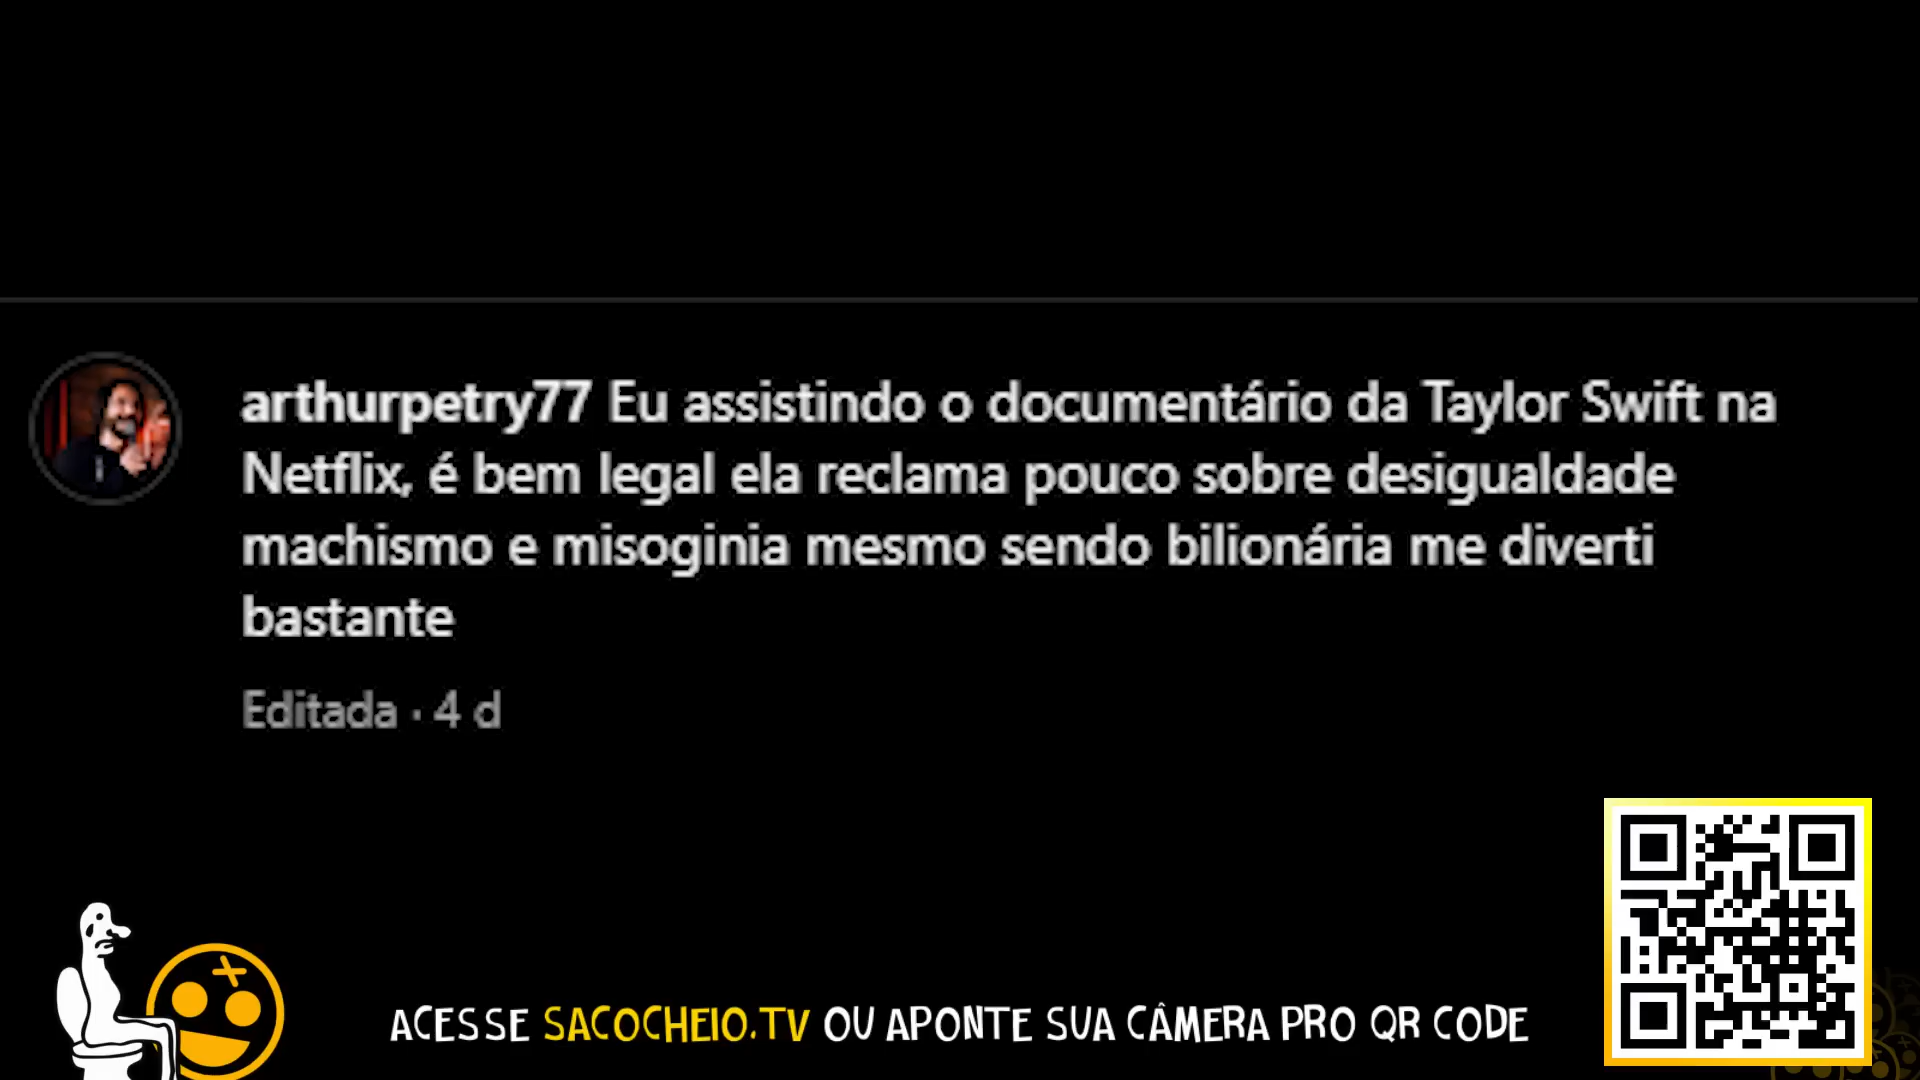 arthurpetry77 Eu assistindo o documentário da Taylor Swift na
Netflix, é bem legal ela reclama pouco sobre desigualdade
machismo e misoginia mesmo sendo bilionária me diverti
bastante
Editada · 4 d
ACESSE SACOCHEIO.TV OU APONTE SUA CÂMERA PRO QR CODE